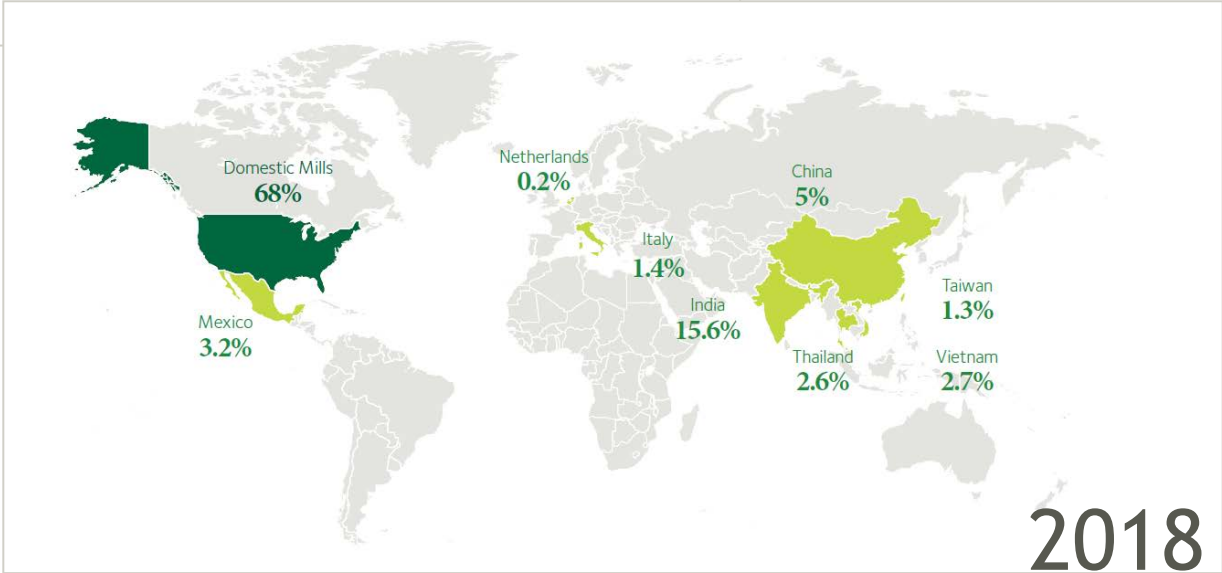 Domestic Mills
68%
Mexico
3.2%
Netherlands
0.2%
Italy
1.4%
India
15.6%
China
5%
Taiwan
1.3%
Thailand
2.6%
Vietnam
2.7%
2018